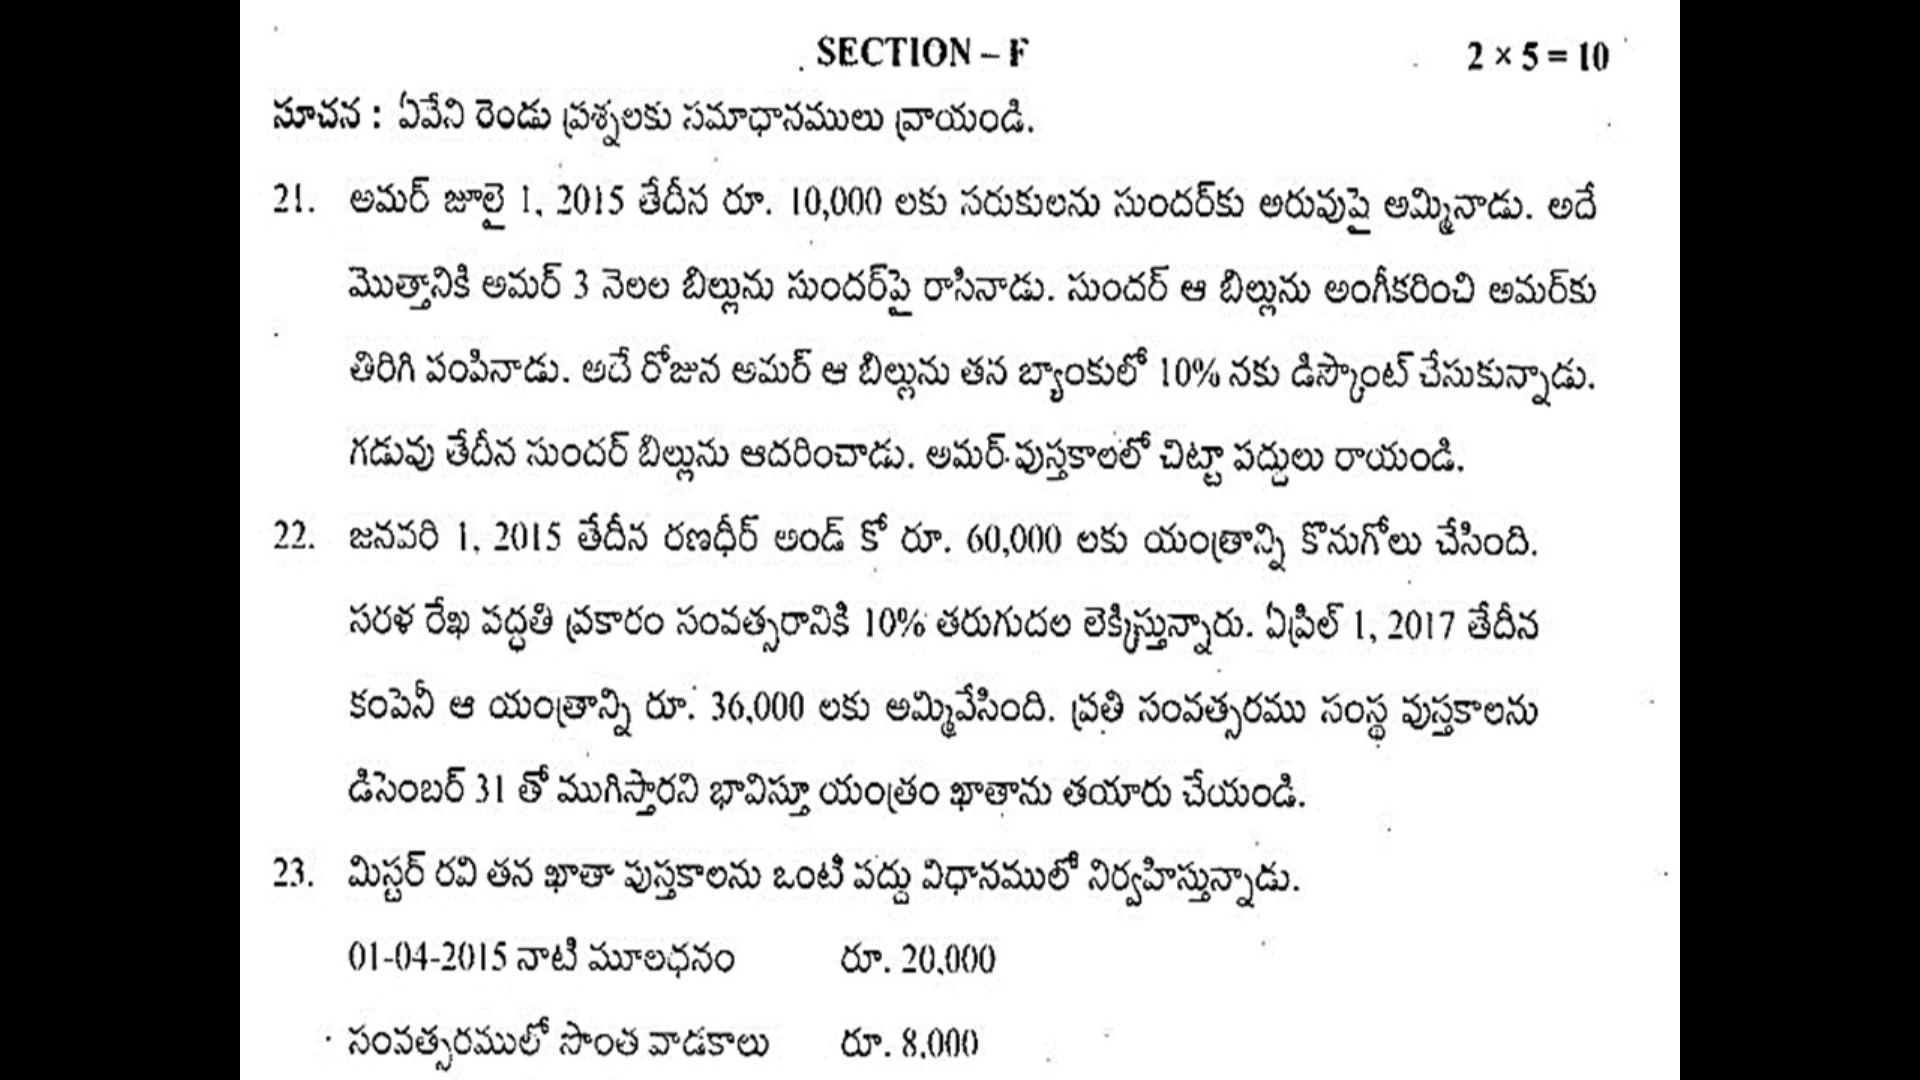 SECTION – F
2 × 5 = 10
సూచన : ఏవేని రెండు ప్రశ్నలకు సమాధానములు వ్రాయండి.
21. అమర్ జూలై 1, 2015 తేదీన రూ. 10,000 లకు సరుకులను సుందర్‌కు అరువుపై అమ్మినాడు. అదే
మొత్తానికి అమర్ 3 నెలల బిల్లును సుందర్‌పై రాసినాడు. సుందర్ ఆ బిల్లును అంగీకరించి అమర్‌కు
తిరిగి పంపినాడు. అదే రోజున అమర్ ఆ బిల్లును తన బ్యాంకులో 10% నకు డిస్కౌంట్ చేసుకున్నాడు.
గడువు తేదీన సుందర్ బిల్లును ఆదరించాడు. అమర్ పుస్తకాలలో చిట్టా పద్దులు రాయండి.
22. జనవరి 1, 2015 తేదీన రణధీర్ అండ్ కో రూ. 60,000 లకు యంత్రాన్ని కొనుగోలు చేసింది.
సరళ రేఖ పద్ధతి ప్రకారం సంవత్సరానికి 10% తరుగుదల లెక్కిస్తున్నారు. ఏప్రిల్ 1, 2017 తేదీన
కంపెనీ ఆ యంత్రాన్ని రూ. 36,000 లకు అమ్మివేసింది. ప్రతి సంవత్సరము సంస్థ పుస్తకాలను
డిసెంబర్ 31 తో ముగిస్తారని భావిస్తూ యంత్రం ఖాతాను తయారు చేయండి.
23. మిస్టర్ రవి తన ఖాతా పుస్తకాలను ఒంటి పద్దు విధానములో నిర్వహిస్తున్నాడు.
01-04-2015 నాటి మూలధనం రూ. 20,000
సంవత్సరములో సొంత వాడకాలు రూ. 8,000